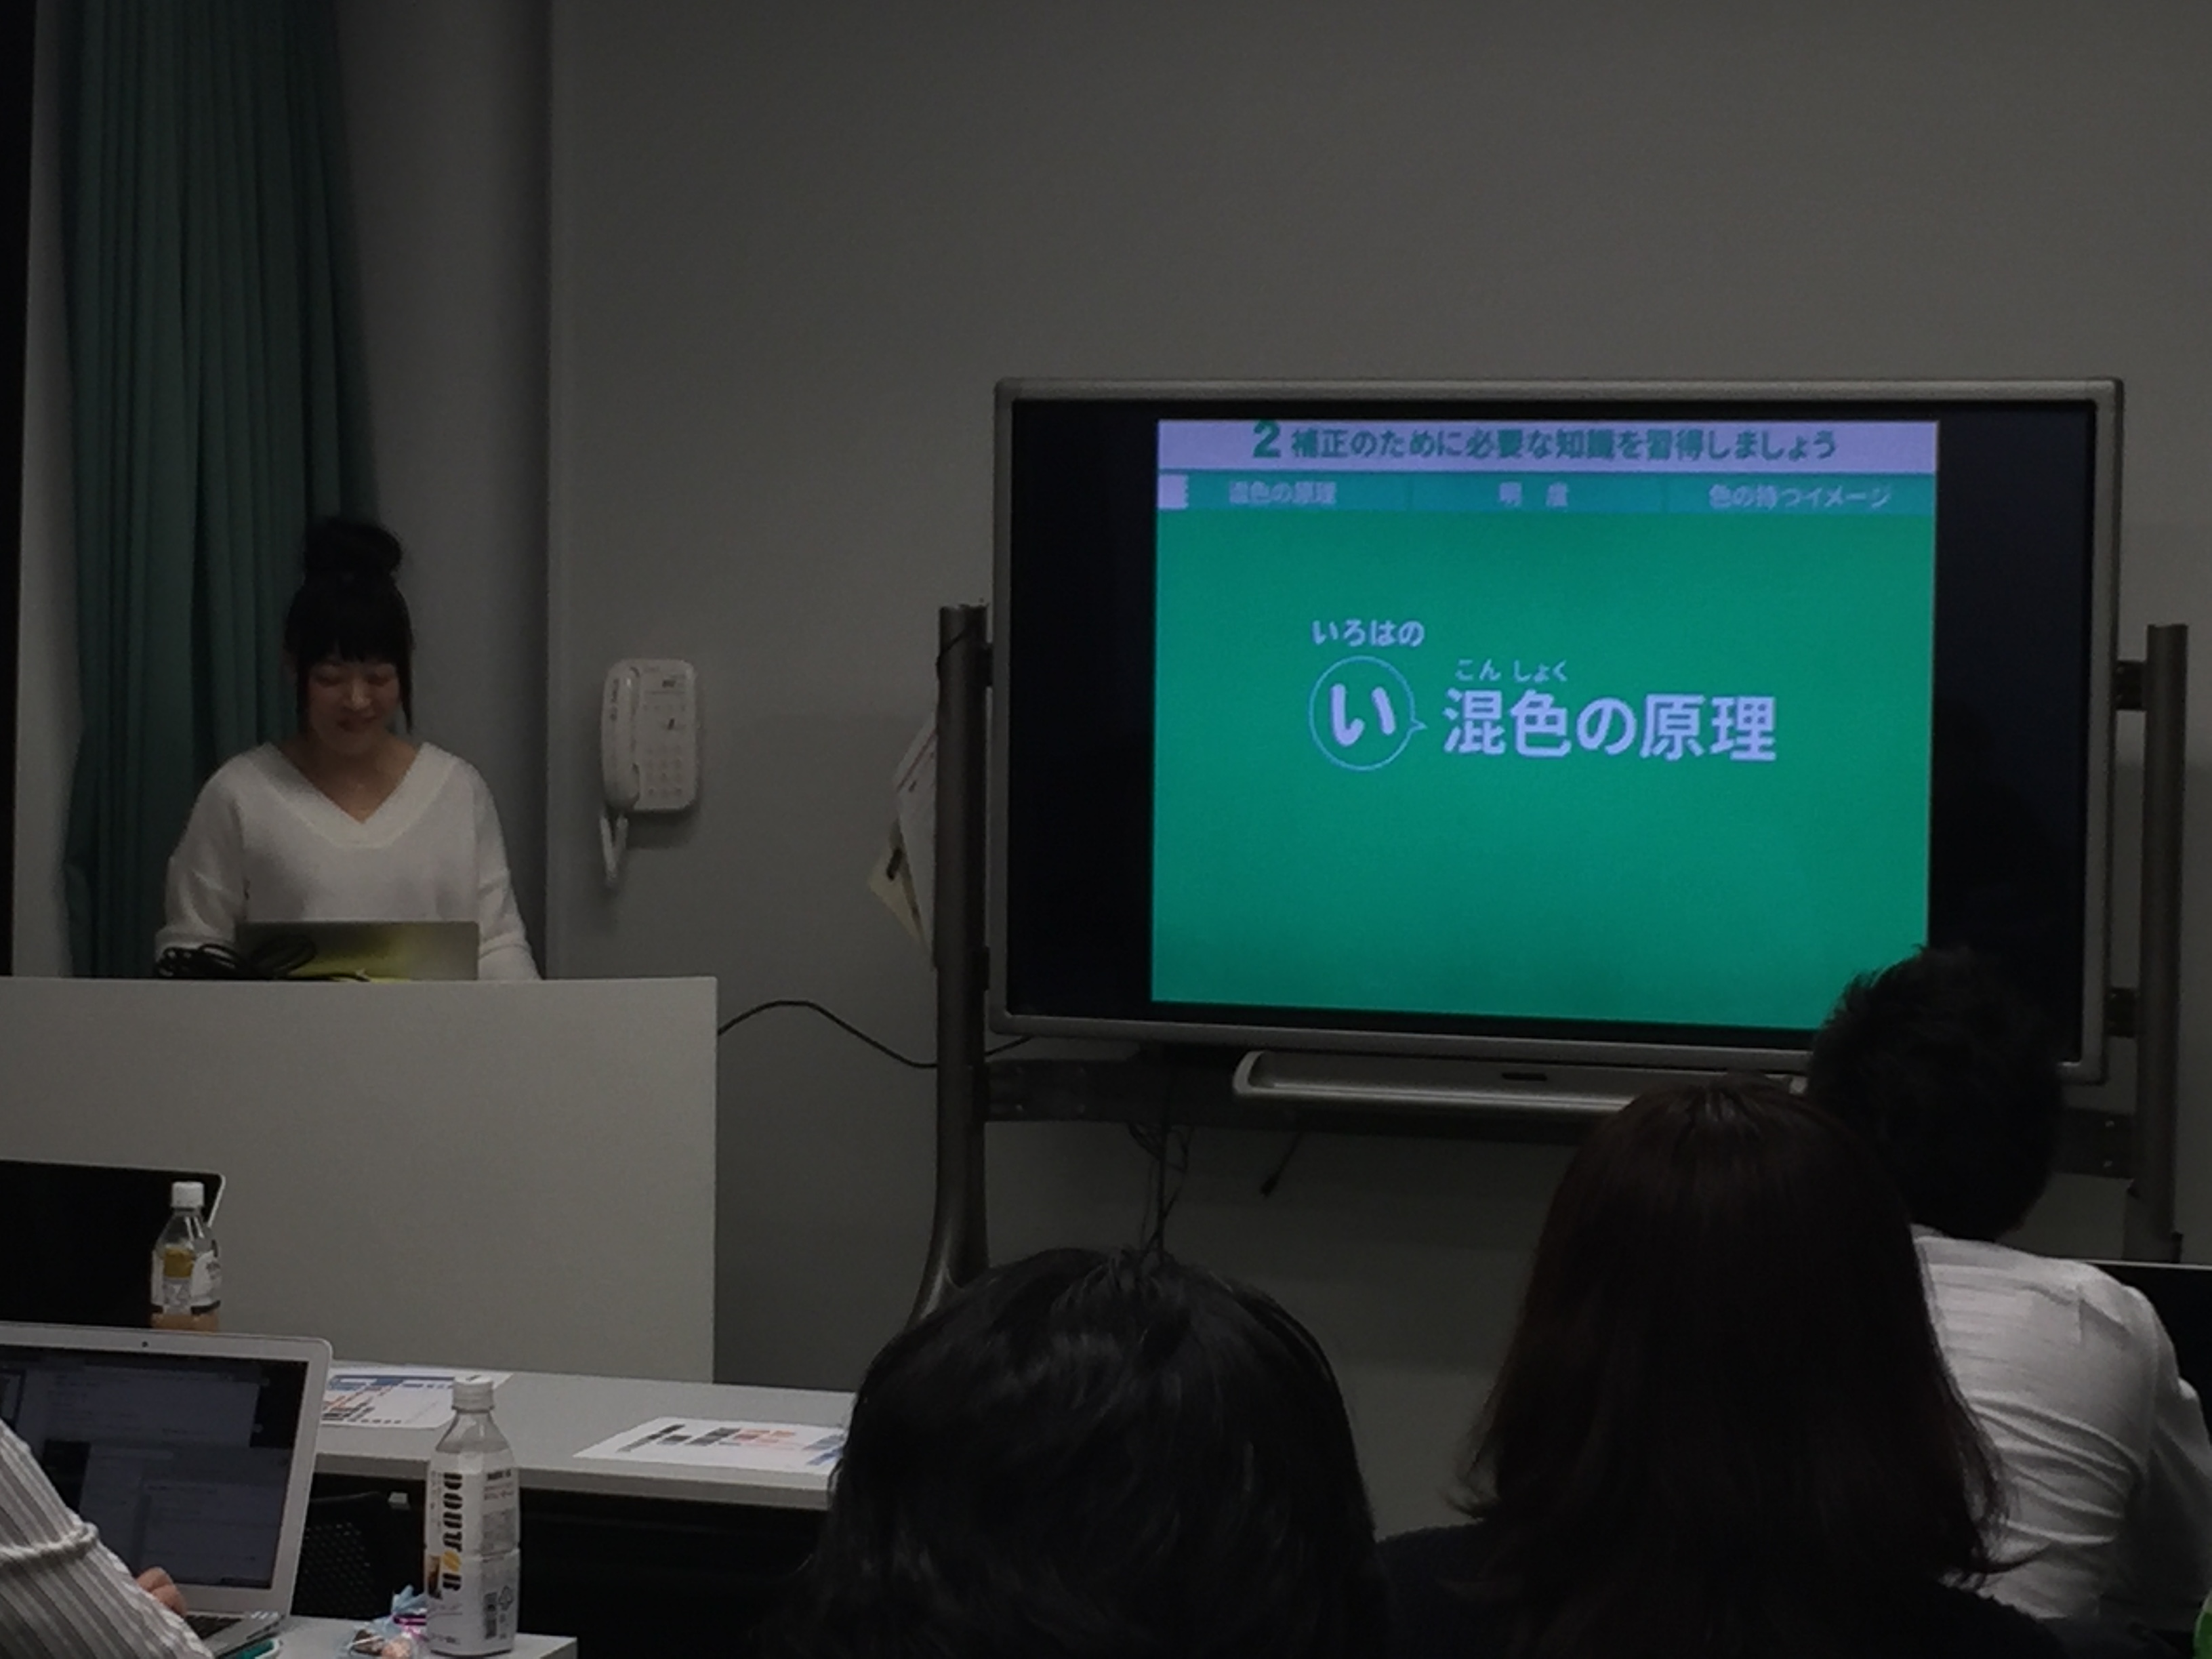 2 補正のために必要な知識を習得しましょう
混色の原理 明 度 色の持つイメージ
いろはの
い
こん しょく
混色の原理
DOUTOR